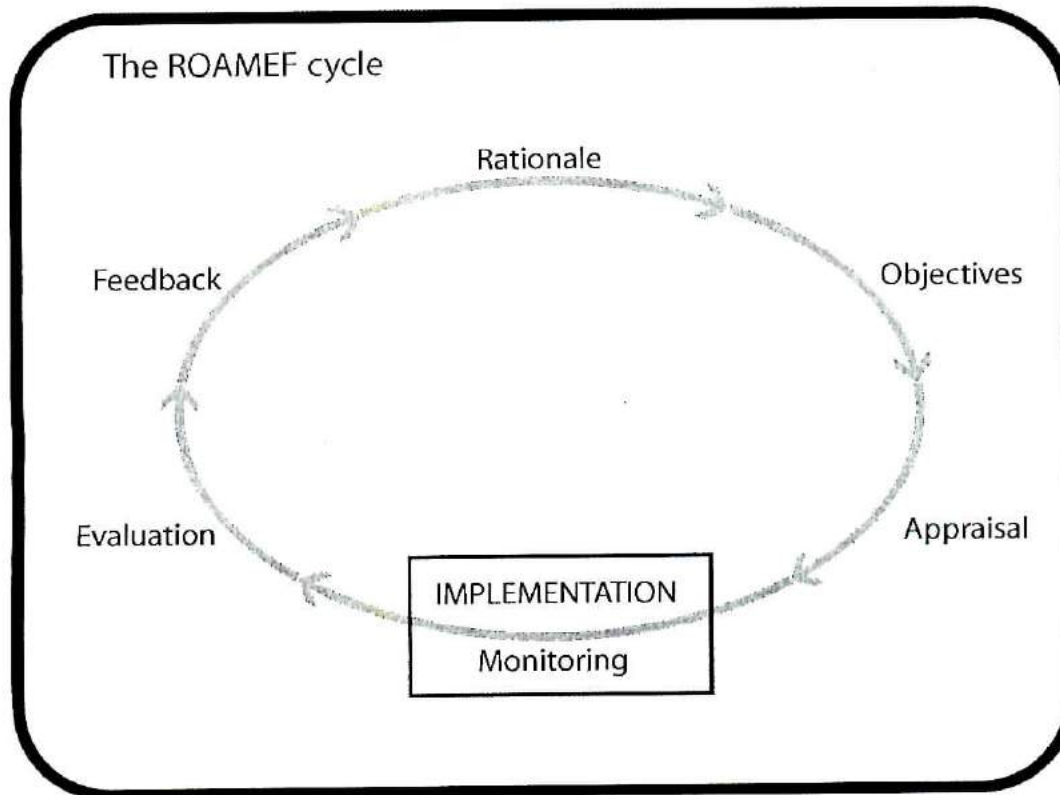 The ROAMEF cycle
Rationale
Objectives
Appraisal
IMPLEMENTATION
Monitoring
Evaluation
Feedback